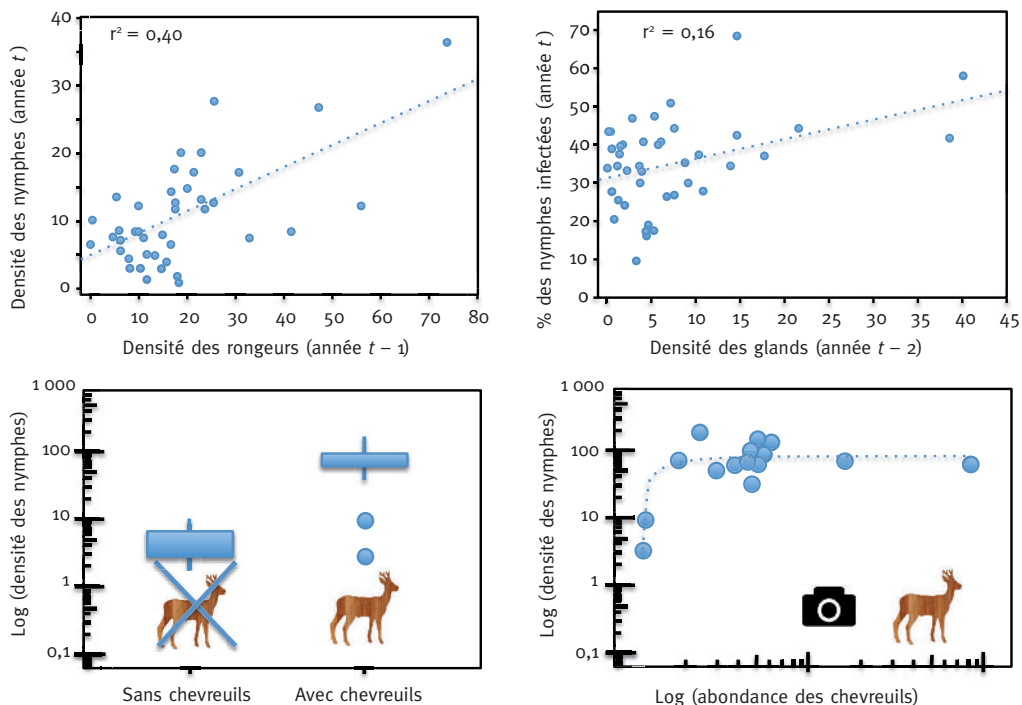 r² = 0,40
Densité des nymphes (année t)
40
30
20
10
0
0 10 20 30 40 50 60 70 80
Densité des rongeurs (année t – 1)
r² = 0,16
% des nymphes infectées (année t)
80
70
60
50
40
30
20
10
0
0 5 10 15 20 25 30 35 40 45
Densité des glands (année t – 2)
Log (densité des nymphes)
1 000
100
10
1
0,1
Sans chevreuils Avec chevreuils
Log (densité des nymphes)
1 000
100
10
1
0,1
Log (abondance des chevreuils)